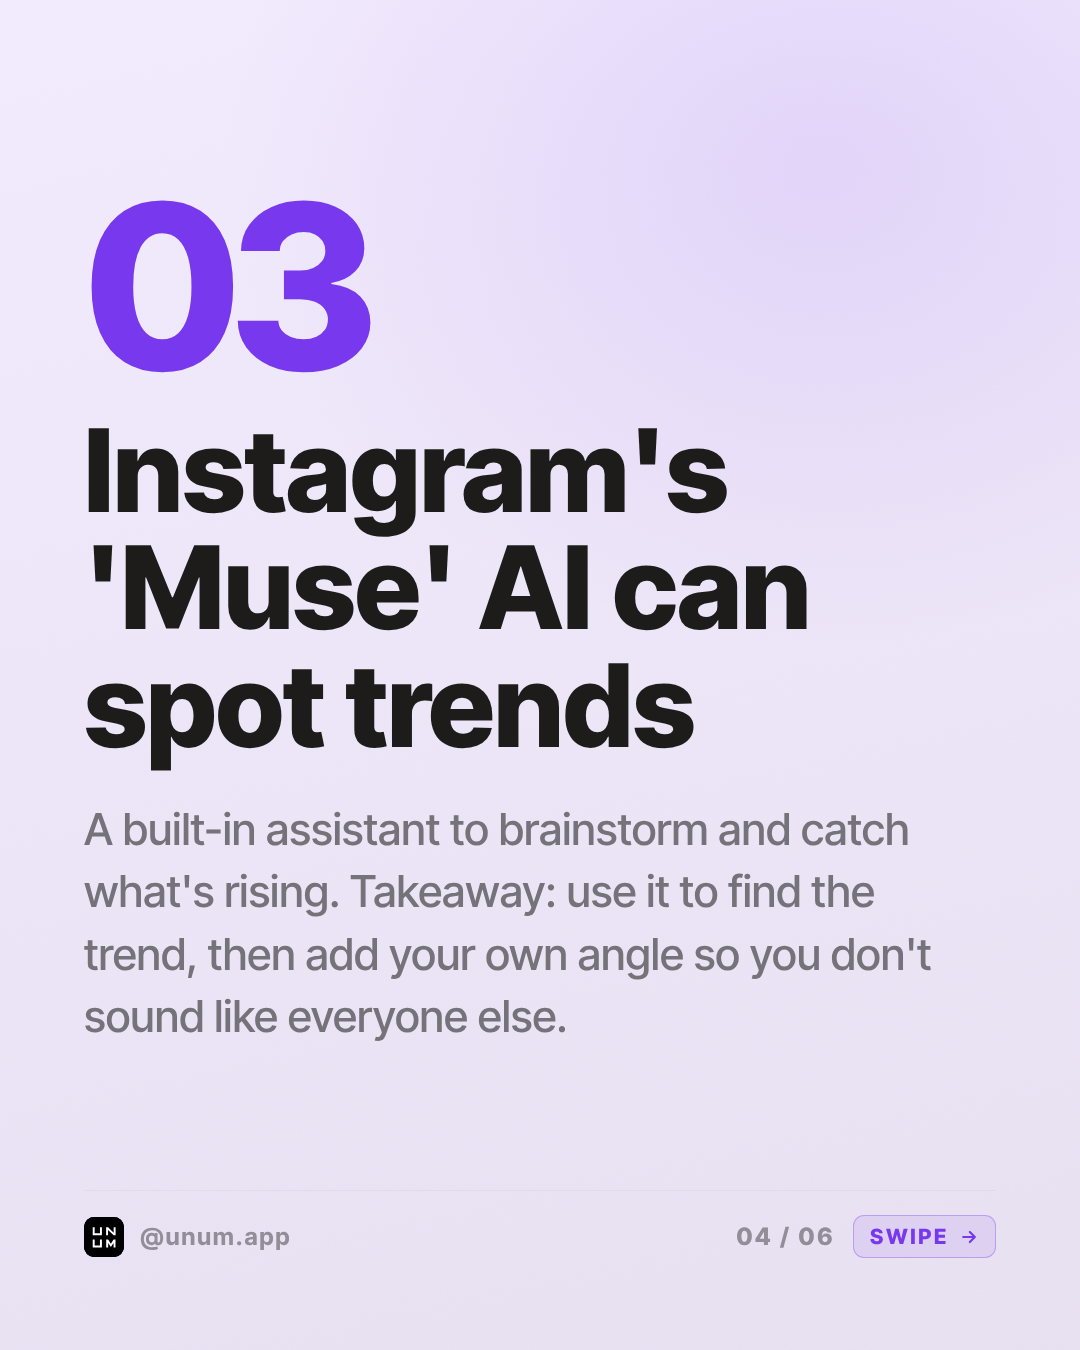 03
Instagram's
'Muse' AI can
spot trends
A built-in assistant to brainstorm and catch
what's rising. Takeaway: use it to find the
trend, then add your own angle so you don't
sound like everyone else.
UN
UM
@unum.app
04 / 06
SWIPE →